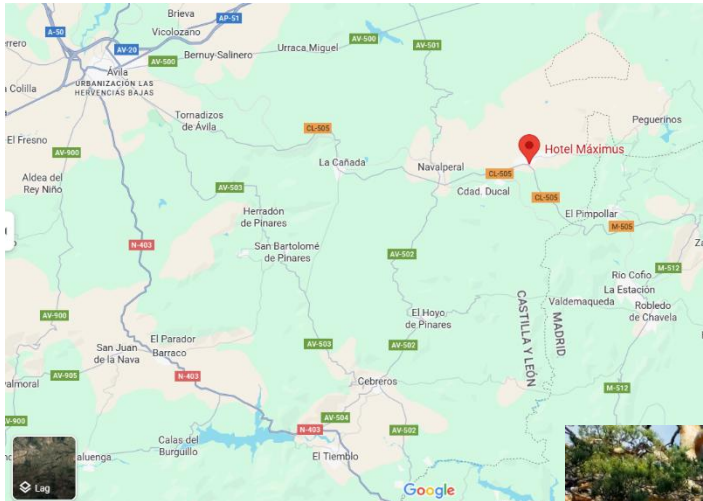 Brieva
A-50
AP-51
Vicolozano
AV-20
AV-500
Bernuy-Salinero
Urraca Miguel
AV-500
AV-501
a Colilla
Ávila
URBANIZACIÓN LAS
HERVENCIAS BAJAS
Tornadizos
de Ávila
Peguerinos
El Fresno
CL-505
Hotel Máximus
AV-900
La Cañada
Navalperal
CL-505
Cdad. Ducal
Aldea del
Rey Niño
AV-503
CL-505
Herradón
de Pinares
El Pimpollar
M-505
N-403
San Bartolomé
de Pinares
AV-502
M-512
Río Cofio
La Estación
CASTILLA Y LEÓN
MADRID
Valdemaqueda
Robledo
de Chavela
AV-900
El Hoyo
de Pinares
El Parador
San Juan
de la Nava
Barraco
AV-503
AV-502
N-403
AV-905
valmoral
Cebreros
M-512
AV-900
AV-504
N-403
AV-502
Calas del
Burguillo
El Tiemblo
aluenga
Lag
Google